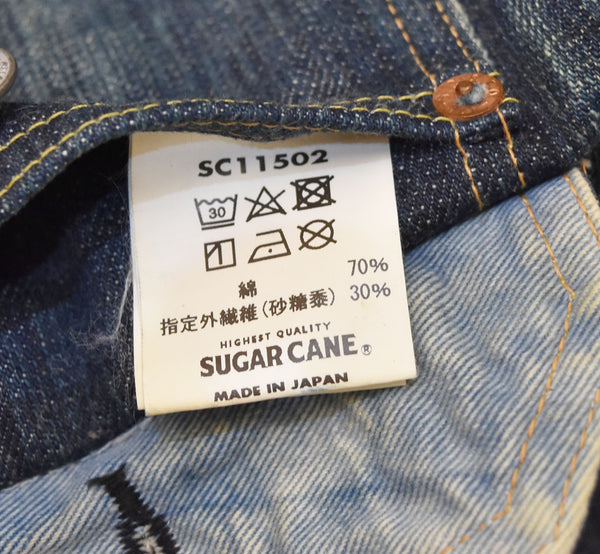 SC11502
30
綿 70%
指定外繊維(砂糖黍) 30%
HIGHEST QUALITY
SUGAR CANE®
MADE IN JAPAN